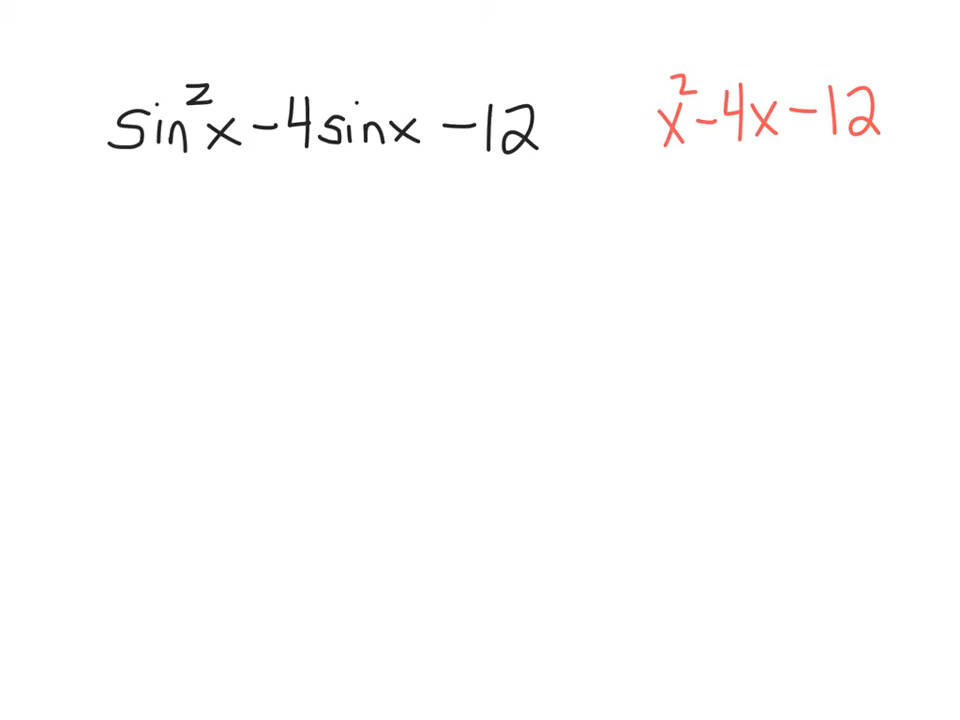 sin²x - 4sinx - 12
x² - 4x - 12